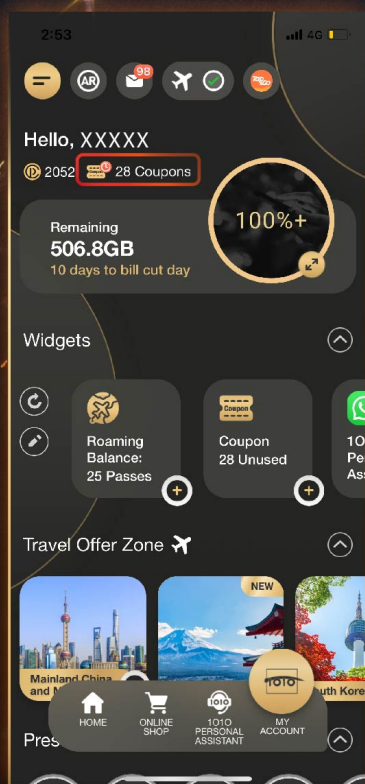 2:53
4G
AR
98
Hello, XXXXX
2052
28 Coupons
100%+
Remaining
506.8GB
10 days to bill cut day
Widgets
Coupon
Roaming
Balance:
25 Passes
Coupon
28 Unused
Travel Offer Zone
NEW
Mainland China
HOME
ONLINE
SHOP
1O1O
1O1O
PERSONAL
ASSISTANT
1O1O
MY
ACCOUNT